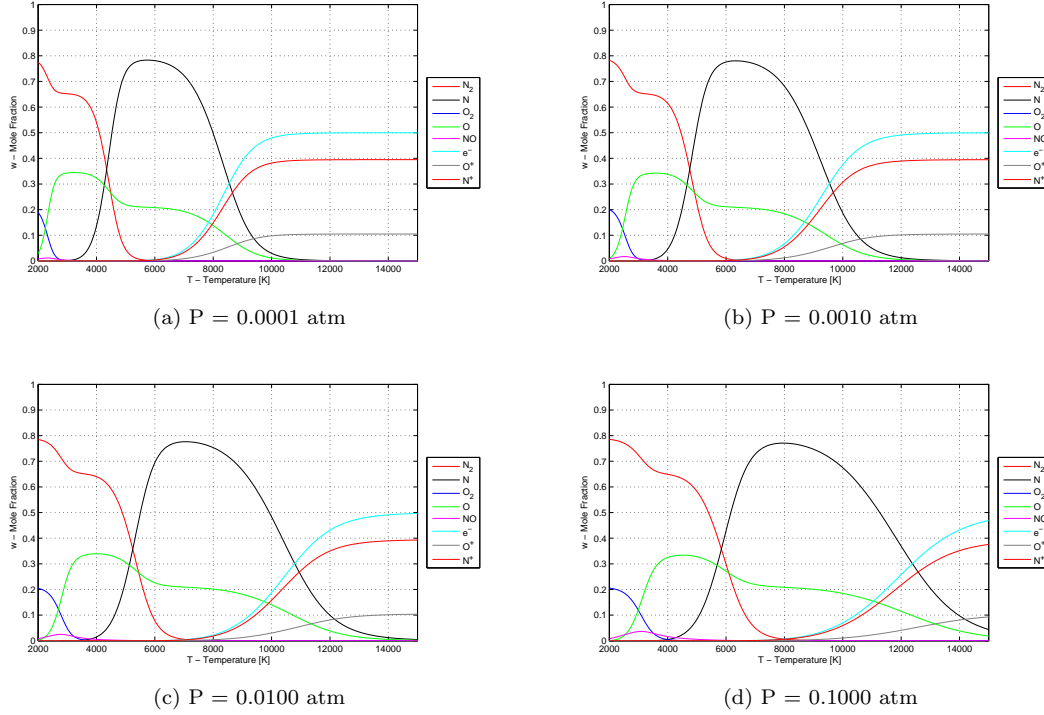 1
0.9
0.8
0.7
0.6
0.5
0.4
0.3
0.2
0.1
0
w − Mole Fraction
2000 4000 6000 8000 10000 12000 14000
T − Temperature [K]
N₂
N
O₂
O
NO
e⁻
O⁺
N⁺
(a) P = 0.0001 atm
1
0.9
0.8
0.7
0.6
0.5
0.4
0.3
0.2
0.1
0
w − Mole Fraction
2000 4000 6000 8000 10000 12000 14000
T − Temperature [K]
N₂
N
O₂
O
NO
e⁻
O⁺
N⁺
(b) P = 0.0010 atm
1
0.9
0.8
0.7
0.6
0.5
0.4
0.3
0.2
0.1
0
w − Mole Fraction
2000 4000 6000 8000 10000 12000 14000
T − Temperature [K]
N₂
N
O₂
O
NO
e⁻
O⁺
N⁺
(c) P = 0.0100 atm
1
0.9
0.8
0.7
0.6
0.5
0.4
0.3
0.2
0.1
0
w − Mole Fraction
2000 4000 6000 8000 10000 12000 14000
T − Temperature [K]
N₂
N
O₂
O
NO
e⁻
O⁺
N⁺
(d) P = 0.1000 atm